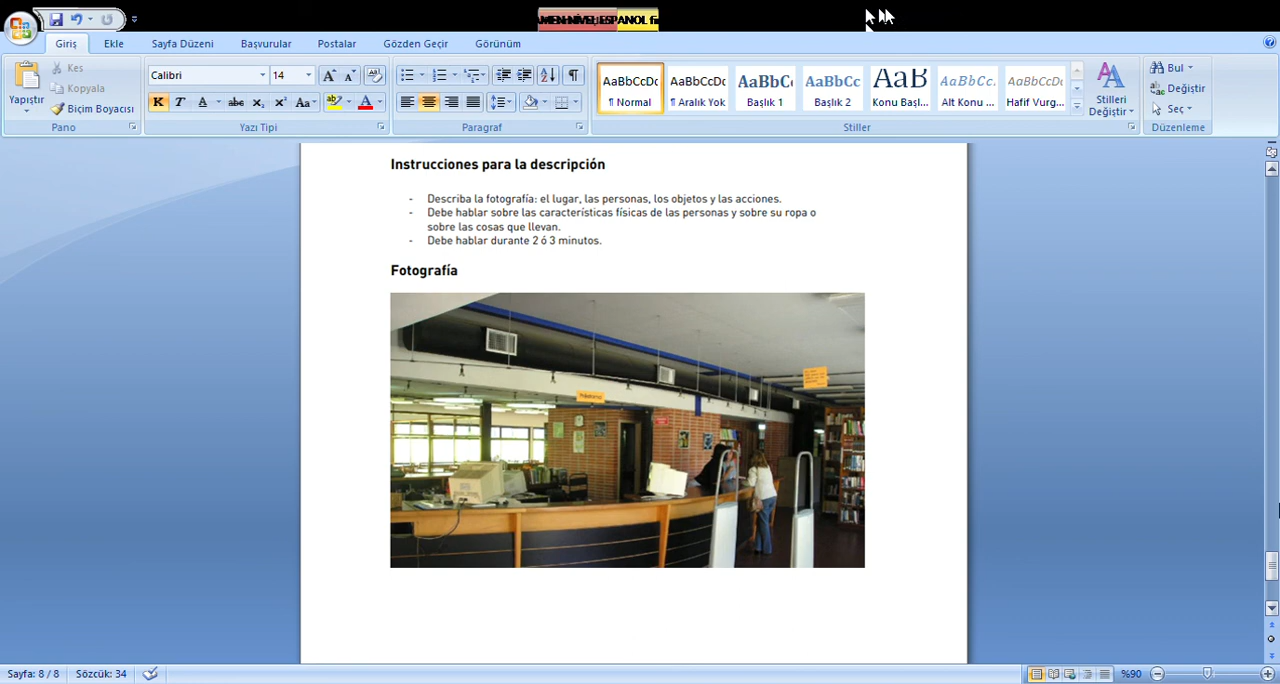 Giriş Ekle Sayfa Düzeni Başvurular Postalar Gözden Geçir Görünüm
Yapıştır
Kes
Kopyala
Biçim Boyacısı
Pano
Calibri 14
K T A abc x₂ x² Aa
Yazı Tipi
Paragraf
AaBbCcDc AaBbCcDc AaBbC AaBbCc AaB AaBbCc. AaBbCcDc
¶ Normal ¶ Aralık Yok Başlık 1 Başlık 2 Konu Başl... Alt Konu ... Hafif Vurg...
Stilleri
Değiştir
Stiller
Bul
Değiştir
Seç
Düzenleme
Instrucciones para la descripción
- Describa la fotografía: el lugar, las personas, los objetos y las acciones.
- Debe hablar sobre las características físicas de las personas y sobre su ropa o
sobre las cosas que llevan.
- Debe hablar durante 2 ó 3 minutos.
Fotografía
Sayfa: 8 / 8 Sözcük: 34 %90